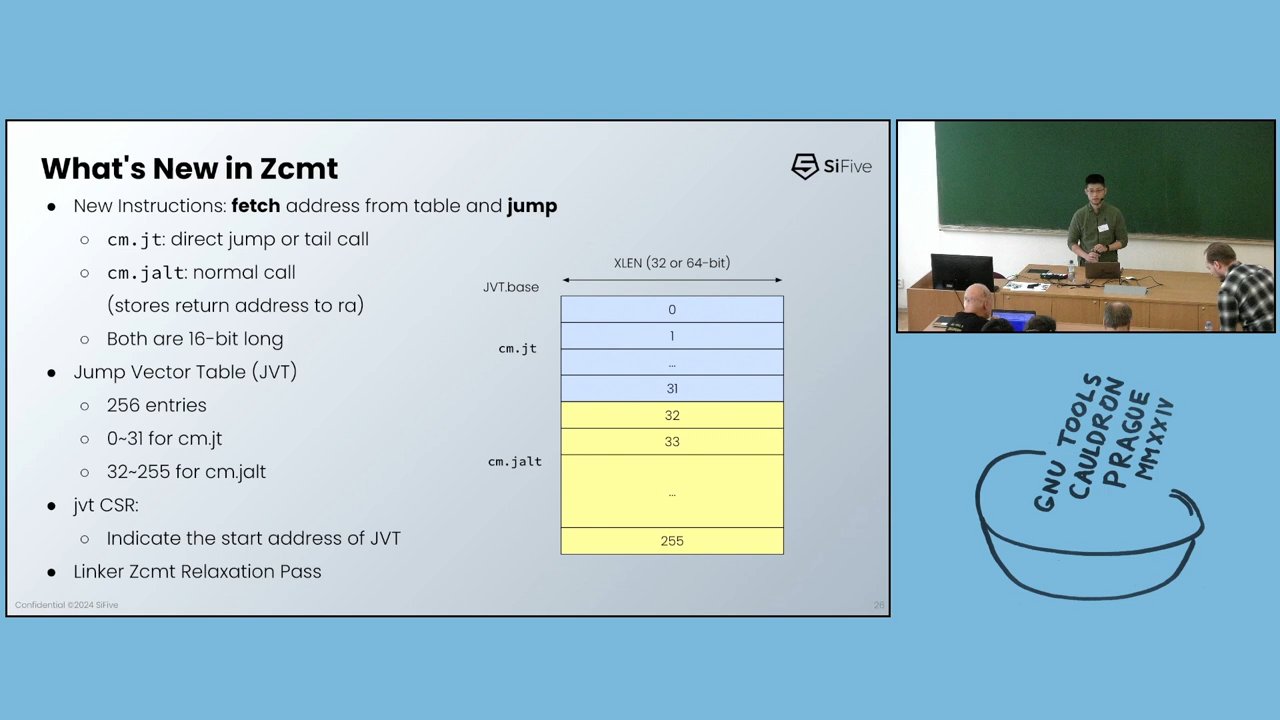 What's New in Zcmt
SiFive
● New Instructions: fetch address from table and jump
○ cm.jt: direct jump or tail call
○ cm.jalt: normal call
(stores return address to ra)
○ Both are 16-bit long
● Jump Vector Table (JVT)
○ 256 entries
○ 0~31 for cm.jt
○ 32~255 for cm.jalt
● jvt CSR:
○ Indicate the start address of JVT
● Linker Zcmt Relaxation Pass
XLEN (32 or 64-bit)
JVT.base
0
1
cm.jt
...
31
32
33
cm.jalt
...
255
Confidential ©2024 SiFive
26
GNU TOOLS
CAULDRON
PRAGUE
MMXXIV